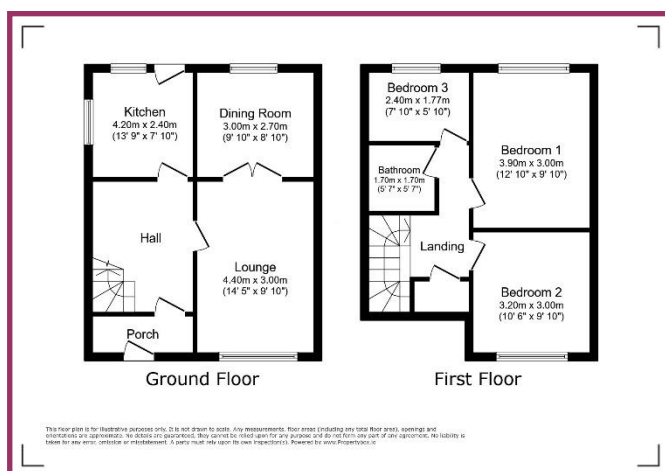 Kitchen
4.20m x 2.40m
(13' 9" x 7' 10")
Dining Room
3.00m x 2.70m
(9' 10" x 8' 10")
Hall
Lounge
4.40m x 3.00m
(14' 5" x 9' 10")
Porch
Ground Floor
Bedroom 3
2.40m x 1.77m
(7' 10" x 5' 10")
Bedroom 1
3.90m x 3.00m
(12' 10" x 9' 10")
Bathroom
1.70m x 1.70m
(5' 7" x 5' 7")
Landing
Bedroom 2
3.20m x 3.00m
(10' 6" x 9' 10")
First Floor
This floor plan is for illustrative purposes only. It is not drawn to scale. Any measurements, floor areas (including any total floor area), openings and
orientations are approximate. No details are guaranteed, they cannot be relied upon for any purpose and do not form any part of any agreement. No liability is
taken for any error, omission or misstatement. A party must rely upon its own inspection(s). Powered by www.Propertybox.io